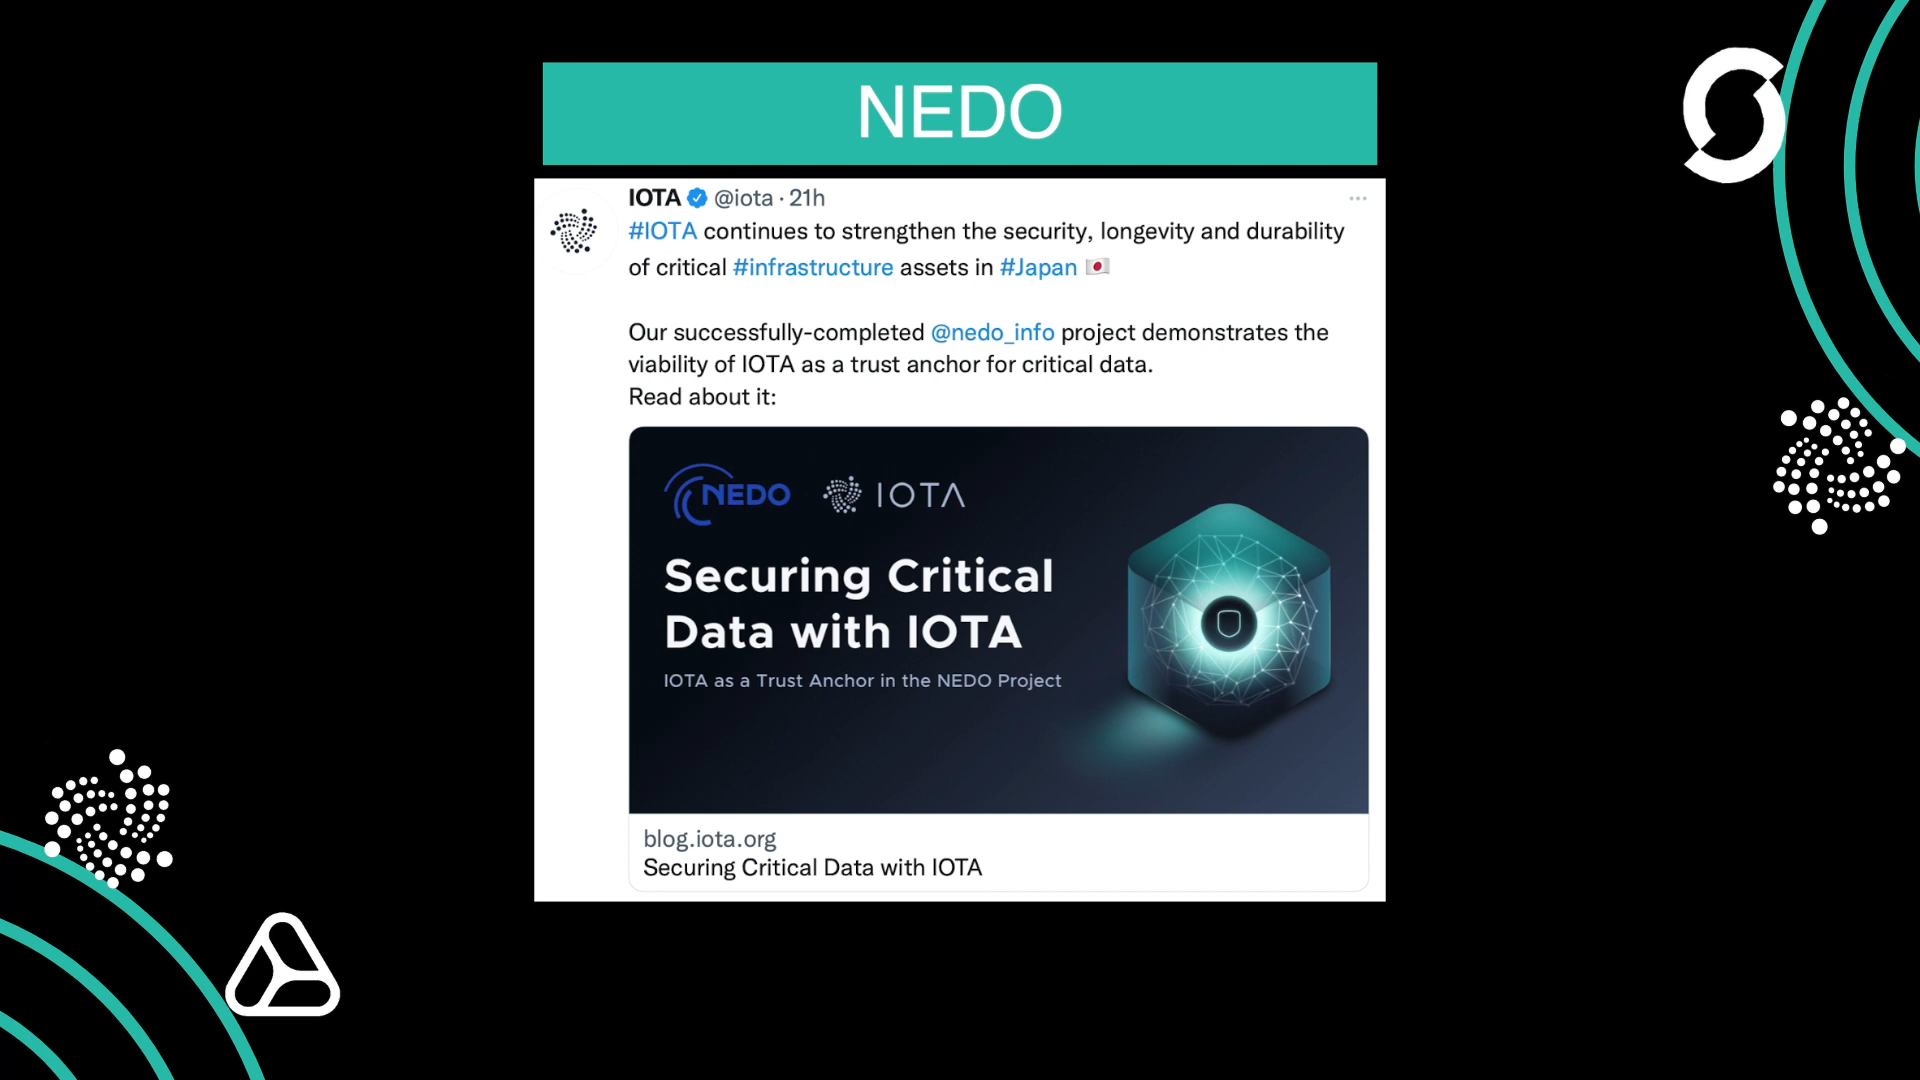 NEDO
IOTA @iota · 21h
#IOTA continues to strengthen the security, longevity and durability
of critical #infrastructure assets in #Japan 🇯🇵
Our successfully-completed @nedo_info project demonstrates the
viability of IOTA as a trust anchor for critical data.
Read about it:
NEDO IOTA
Securing Critical
Data with IOTA
IOTA as a Trust Anchor in the NEDO Project
blog.iota.org
Securing Critical Data with IOTA